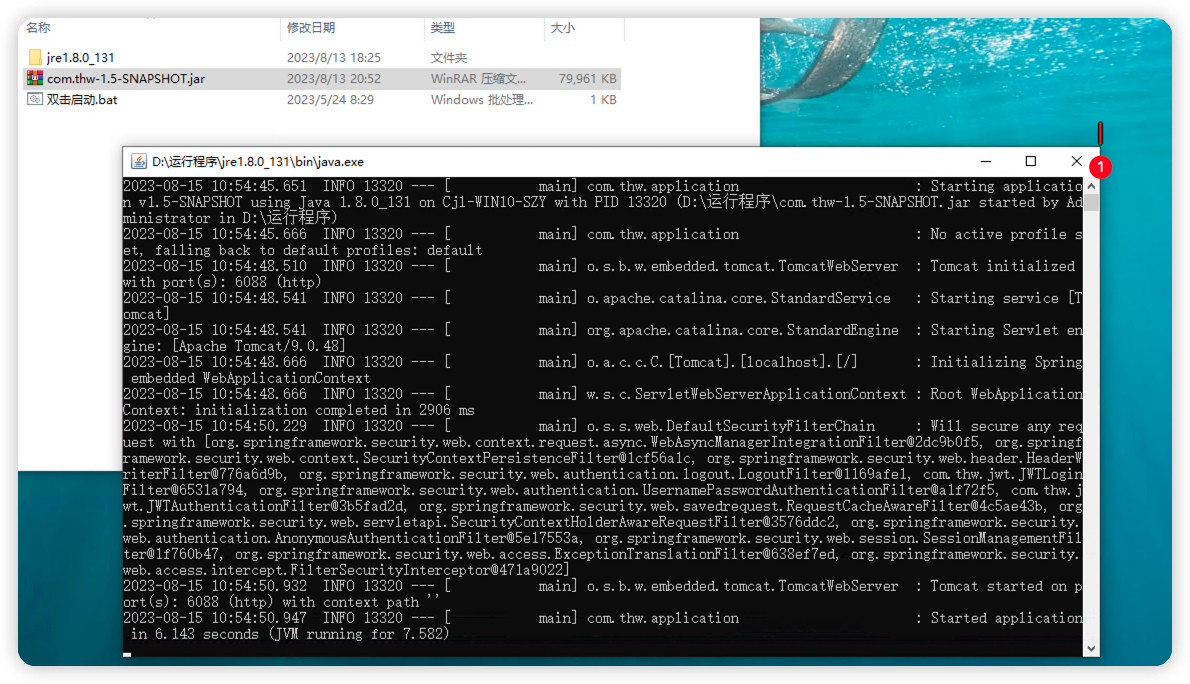 名称 修改日期 类型 大小
jre1.8.0_131 2023/8/13 18:25 文件夹
com.thw-1.5-SNAPSHOT.jar 2023/8/13 20:52 WinRAR 压缩文... 79,961 KB
双击启动.bat 2023/5/24 8:29 Windows 批处理... 1 KB
D:\运行程序\jre1.8.0_131\bin\java.exe
1
2023-08-15 10:54:45.651  INFO 13320 --- [           main] com.thw.application                      : Starting applicatio
n v1.5-SNAPSHOT using Java 1.8.0_131 on Cjl-WIN10-SZY with PID 13320 (D:\运行程序\com.thw-1.5-SNAPSHOT.jar started by Ad
ministrator in D:\运行程序)
2023-08-15 10:54:45.666  INFO 13320 --- [           main] com.thw.application                      : No active profile s
et, falling back to default profiles: default
2023-08-15 10:54:48.510  INFO 13320 --- [           main] o.s.b.w.embedded.tomcat.TomcatWebServer  : Tomcat initialized 
with port(s): 6088 (http)
2023-08-15 10:54:48.541  INFO 13320 --- [           main] o.apache.catalina.core.StandardService   : Starting service [T
omcat]
2023-08-15 10:54:48.541  INFO 13320 --- [           main] org.apache.catalina.core.StandardEngine  : Starting Servlet en
gine: [Apache Tomcat/9.0.48]
2023-08-15 10:54:48.666  INFO 13320 --- [           main] o.a.c.c.C.[Tomcat].[localhost].[/]       : Initializing Spring
 embedded WebApplicationContext
2023-08-15 10:54:48.666  INFO 13320 --- [           main] w.s.c.ServletWebServerApplicationContext : Root WebApplication
Context: initialization completed in 2906 ms
2023-08-15 10:54:50.229  INFO 13320 --- [           main] o.s.s.web.DefaultSecurityFilterChain     : Will secure any req
uest with [org.springframework.security.web.context.request.async.WebAsyncManagerIntegrationFilter@2dc9b0f5, org.springf
ramework.security.web.context.SecurityContextPersistenceFilter@1cf56a1c, org.springframework.security.web.header.HeaderW
riterFilter@776a6d9b, org.springframework.security.web.authentication.logout.LogoutFilter@1169afe1, com.thw.jwt.JWTLogin
Filter@6531a794, org.springframework.security.web.authentication.UsernamePasswordAuthenticationFilter@a1f72f5, com.thw.j
wt.JWTAuthenticationFilter@3b5fad2d, org.springframework.security.web.savedrequest.RequestCacheAwareFilter@4c5ae43b, org
.springframework.security.web.servletapi.SecurityContextHolderAwareRequestFilter@3576ddc2, org.springframework.security.
web.authentication.AnonymousAuthenticationFilter@5e17553a, org.springframework.security.web.session.SessionManagementFil
ter@1f760b47, org.springframework.security.web.access.ExceptionTranslationFilter@638ef7ed, org.springframework.security.
web.access.intercept.FilterSecurityInterceptor@471a9022]
2023-08-15 10:54:50.932  INFO 13320 --- [           main] o.s.b.w.embedded.tomcat.TomcatWebServer  : Tomcat started on p
ort(s): 6088 (http) with context path ''
2023-08-15 10:54:50.947  INFO 13320 --- [           main] com.thw.application                      : Started application
 in 6.143 seconds (JVM running for 7.582)